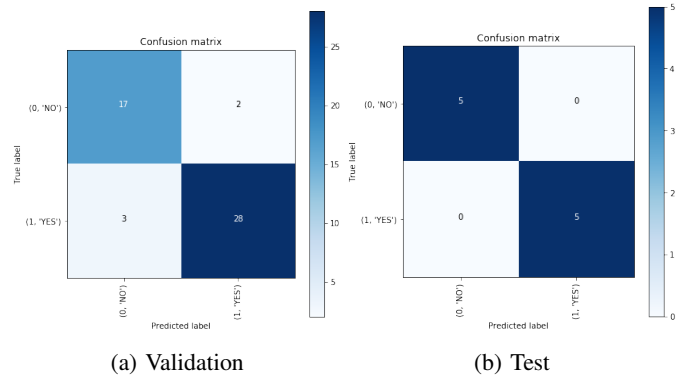 Confusion matrix
(0, 'NO')
17
2
(1, 'YES')
3
28
True label
(0, 'NO')
(1, 'YES')
Predicted label
25
20
15
10
5
(a) Validation
Confusion matrix
(0, 'NO')
5
0
(1, 'YES')
0
5
True label
(0, 'NO')
(1, 'YES')
Predicted label
5
4
3
2
1
0
(b) Test